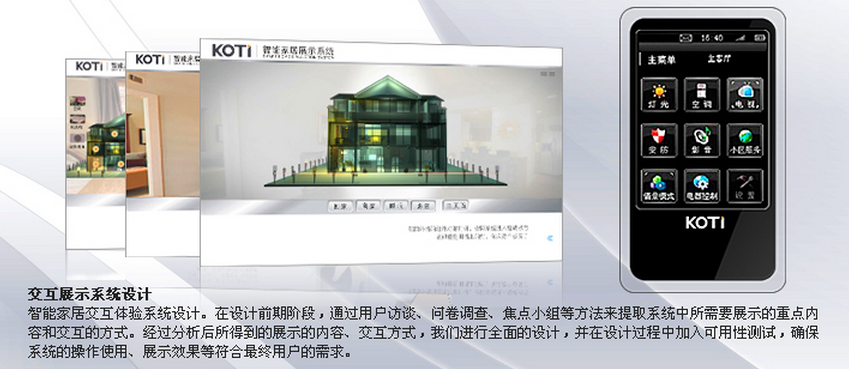 KOTi 智能家居展示系统
KOTi 智能家
KOTi
16:40
主菜单 主客厅
灯光 空调 电视
安防 影音 小区服务
情景模式 电器控制 设置
KOTi
交互展示系统设计
智能家居交互体验系统设计。在设计前期阶段，通过用户访谈、问卷调查、焦点小组等方法来提取系统中所需要展示的重点内
容和交互的方式。经过分析后所得到的展示的内容、交互方式，我们进行全面的设计，并在设计过程中加入可用性测试，确保
系统的操作使用、展示效果等符合最终用户的需求。